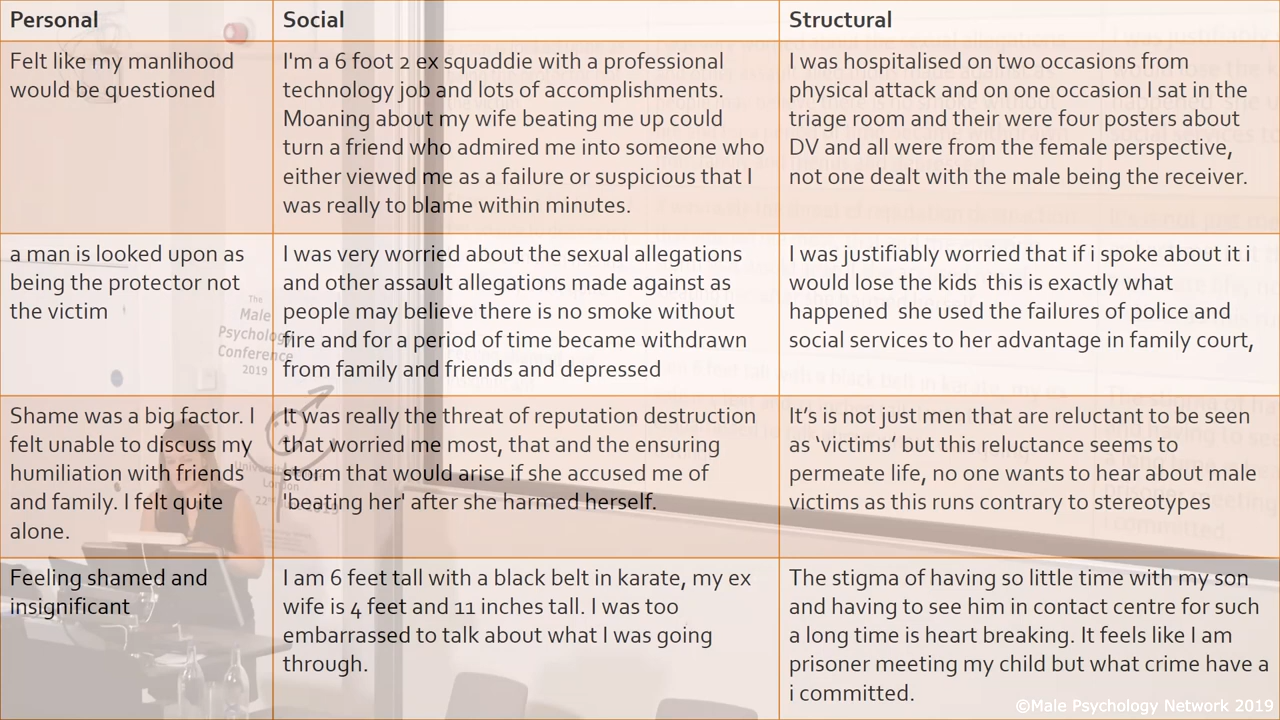 Personal
Social
Structural
Felt like my manlihood
would be questioned
I'm a 6 foot 2 ex squaddie with a professional
technology job and lots of accomplishments.
Moaning about my wife beating me up could
turn a friend who admired me into someone who
either viewed me as a failure or suspicious that I
was really to blame within minutes.
I was hospitalised on two occasions from
physical attack and on one occasion I sat in the
triage room and their were four posters about
DV and all were from the female perspective,
not one dealt with the male being the receiver.
a man is looked upon as
being the protector not
the victim
I was very worried about the sexual allegations
and other assault allegations made against as
people may believe there is no smoke without
fire and for a period of time became withdrawn
from family and friends and depressed
I was justifiably worried that if i spoke about it i
would lose the kids  this is exactly what
happened  she used the failures of police and
social services to her advantage in family court,
Shame was a big factor. I
felt unable to discuss my
humiliation with friends
and family. I felt quite
alone.
It was really the threat of reputation destruction
that worried me most, that and the ensuring
storm that would arise if she accused me of
'beating her' after she harmed herself.
It's is not just men that are reluctant to be seen
as 'victims' but this reluctance seems to
permeate life, no one wants to hear about male
victims as this runs contrary to stereotypes
Feeling shamed and
insignificant
I am 6 feet tall with a black belt in karate, my ex
wife is 4 feet and 11 inches tall. I was too
embarrassed to talk about what I was going
through.
The stigma of having so little time with my son
and having to see him in contact centre for such
a long time is heart breaking. It feels like I am
prisoner meeting my child but what crime have a
i committed.
The
Male
Psychology
Conference
2019
London
©Male Psychology Network 2019